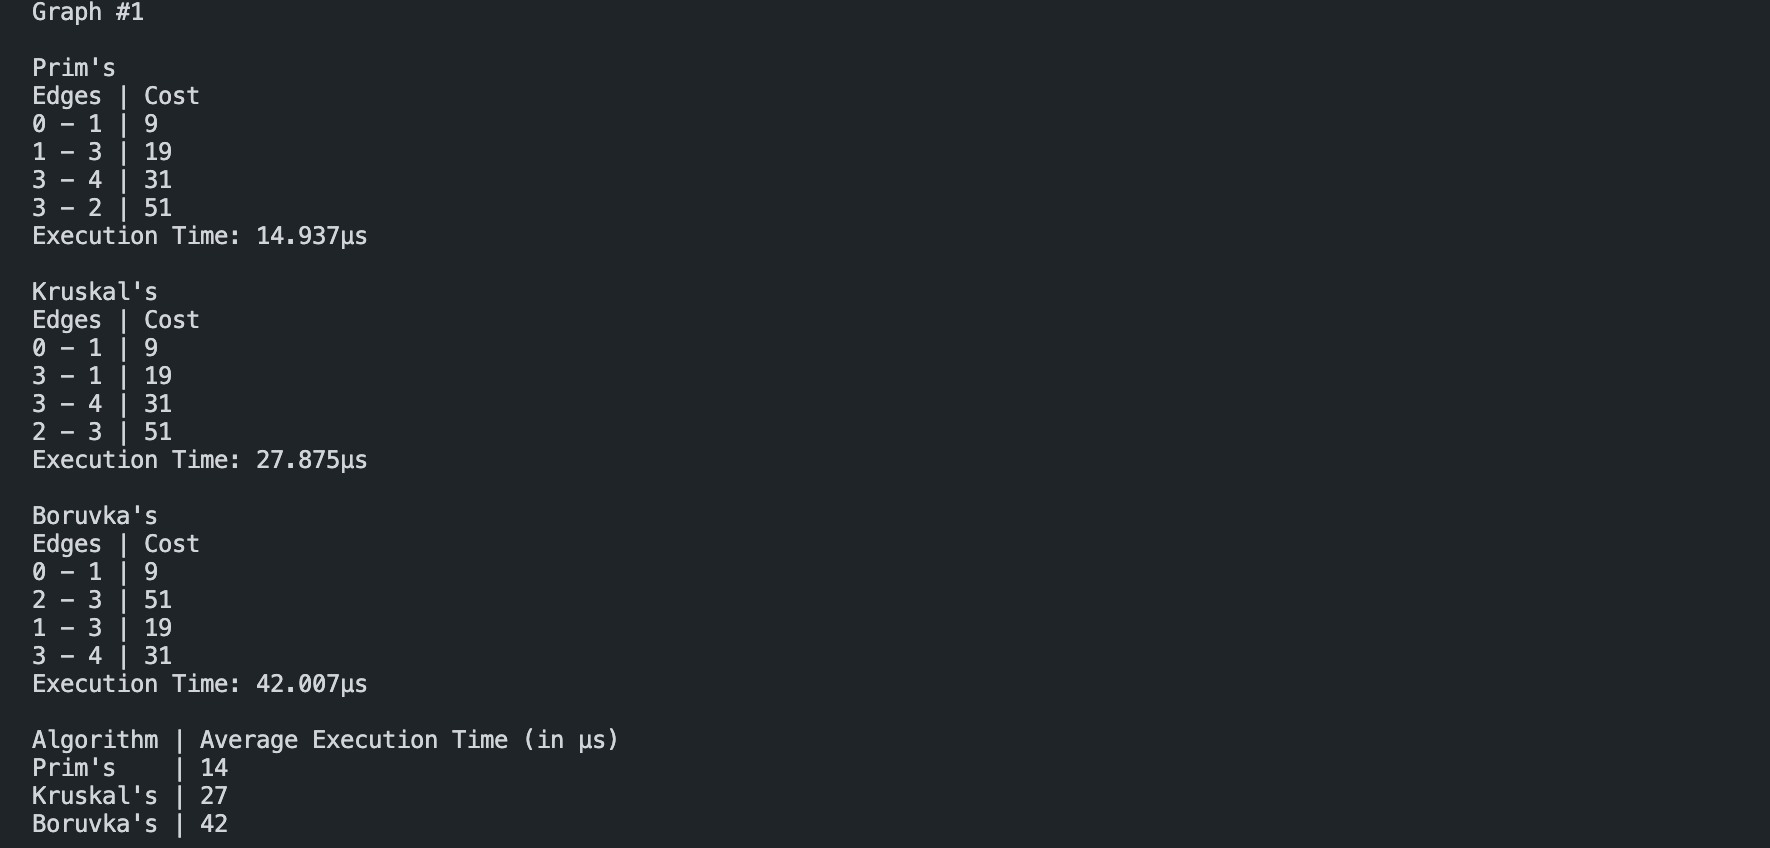 Graph #1
Prim's
Edges | Cost
0 – 1 | 9
1 – 3 | 19
3 – 4 | 31
3 – 2 | 51
Execution Time: 14.937µs
Kruskal's
Edges | Cost
0 – 1 | 9
3 – 1 | 19
3 – 4 | 31
2 – 3 | 51
Execution Time: 27.875µs
Boruvka's
Edges | Cost
0 – 1 | 9
2 – 3 | 51
1 – 3 | 19
3 – 4 | 31
Execution Time: 42.007µs
Algorithm | Average Execution Time (in µs)
Prim's    | 14
Kruskal's | 27
Boruvka's | 42